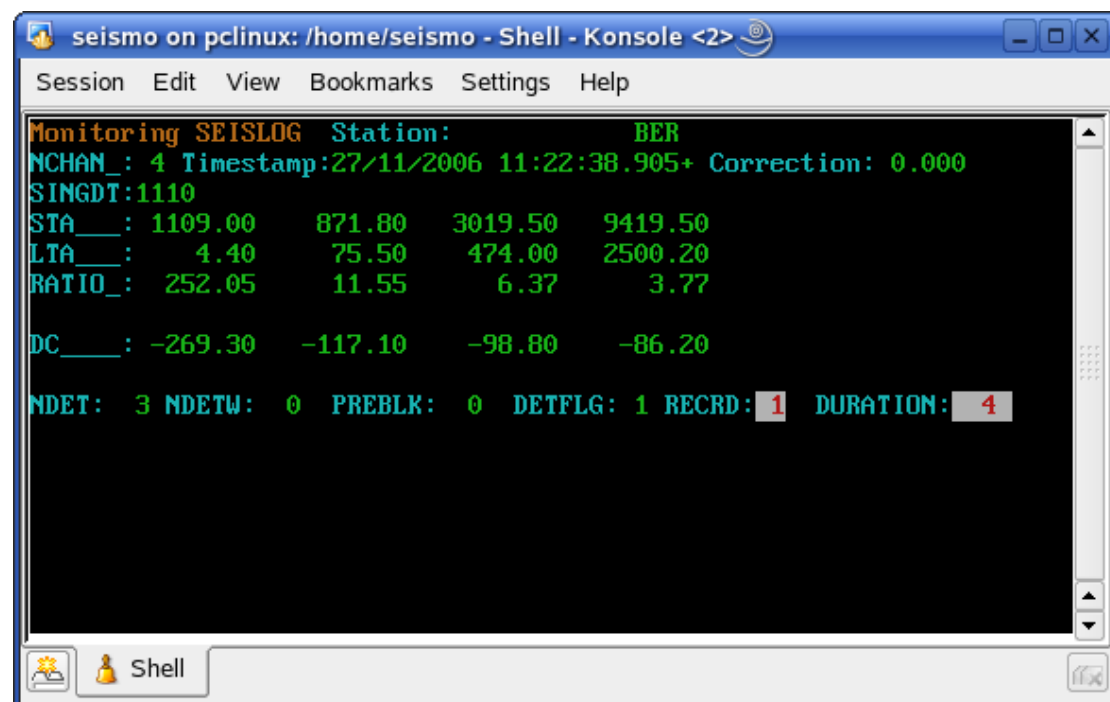 seismo on pclinux: /home/seismo - Shell - Konsole <2>
Session Edit View Bookmarks Settings Help
Monitoring SEISLOG Station: BER
NCHAN_: 4 Timestamp:27/11/2006 11:22:38.905+ Correction: 0.000
SINGDT:1110
STA___: 1109.00 871.80 3019.50 9419.50
LTA___: 4.40 75.50 474.00 2500.20
RATIO_: 252.05 11.55 6.37 3.77
DC____: -269.30 -117.10 -98.80 -86.20
NDET: 3 NDETW: 0 PREBLK: 0 DETFLG: 1 RECRD: 1 DURATION: 4
Shell